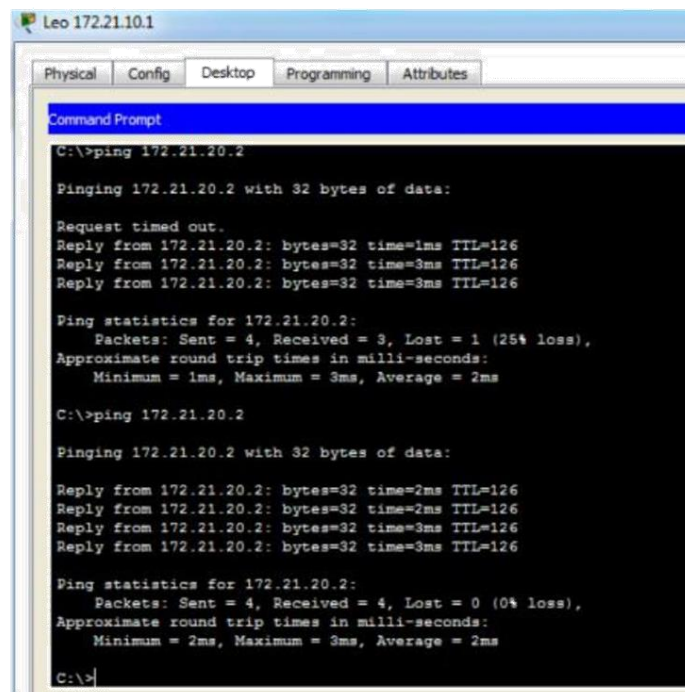 Leo 172.21.10.1
Physical Config Desktop Programming Attributes
Command Prompt
C:\>ping 172.21.20.2
Pinging 172.21.20.2 with 32 bytes of data:
Request timed out.
Reply from 172.21.20.2: bytes=32 time=1ms TTL=126
Reply from 172.21.20.2: bytes=32 time=3ms TTL=126
Reply from 172.21.20.2: bytes=32 time=3ms TTL=126
Ping statistics for 172.21.20.2:
Packets: Sent = 4, Received = 3, Lost = 1 (25% loss),
Approximate round trip times in milli-seconds:
Minimum = 1ms, Maximum = 3ms, Average = 2ms
C:\>ping 172.21.20.2
Pinging 172.21.20.2 with 32 bytes of data:
Reply from 172.21.20.2: bytes=32 time=2ms TTL=126
Reply from 172.21.20.2: bytes=32 time=2ms TTL=126
Reply from 172.21.20.2: bytes=32 time=3ms TTL=126
Reply from 172.21.20.2: bytes=32 time=3ms TTL=126
Ping statistics for 172.21.20.2:
Packets: Sent = 4, Received = 4, Lost = 0 (0% loss),
Approximate round trip times in milli-seconds:
Minimum = 2ms, Maximum = 3ms, Average = 2ms
C:\>